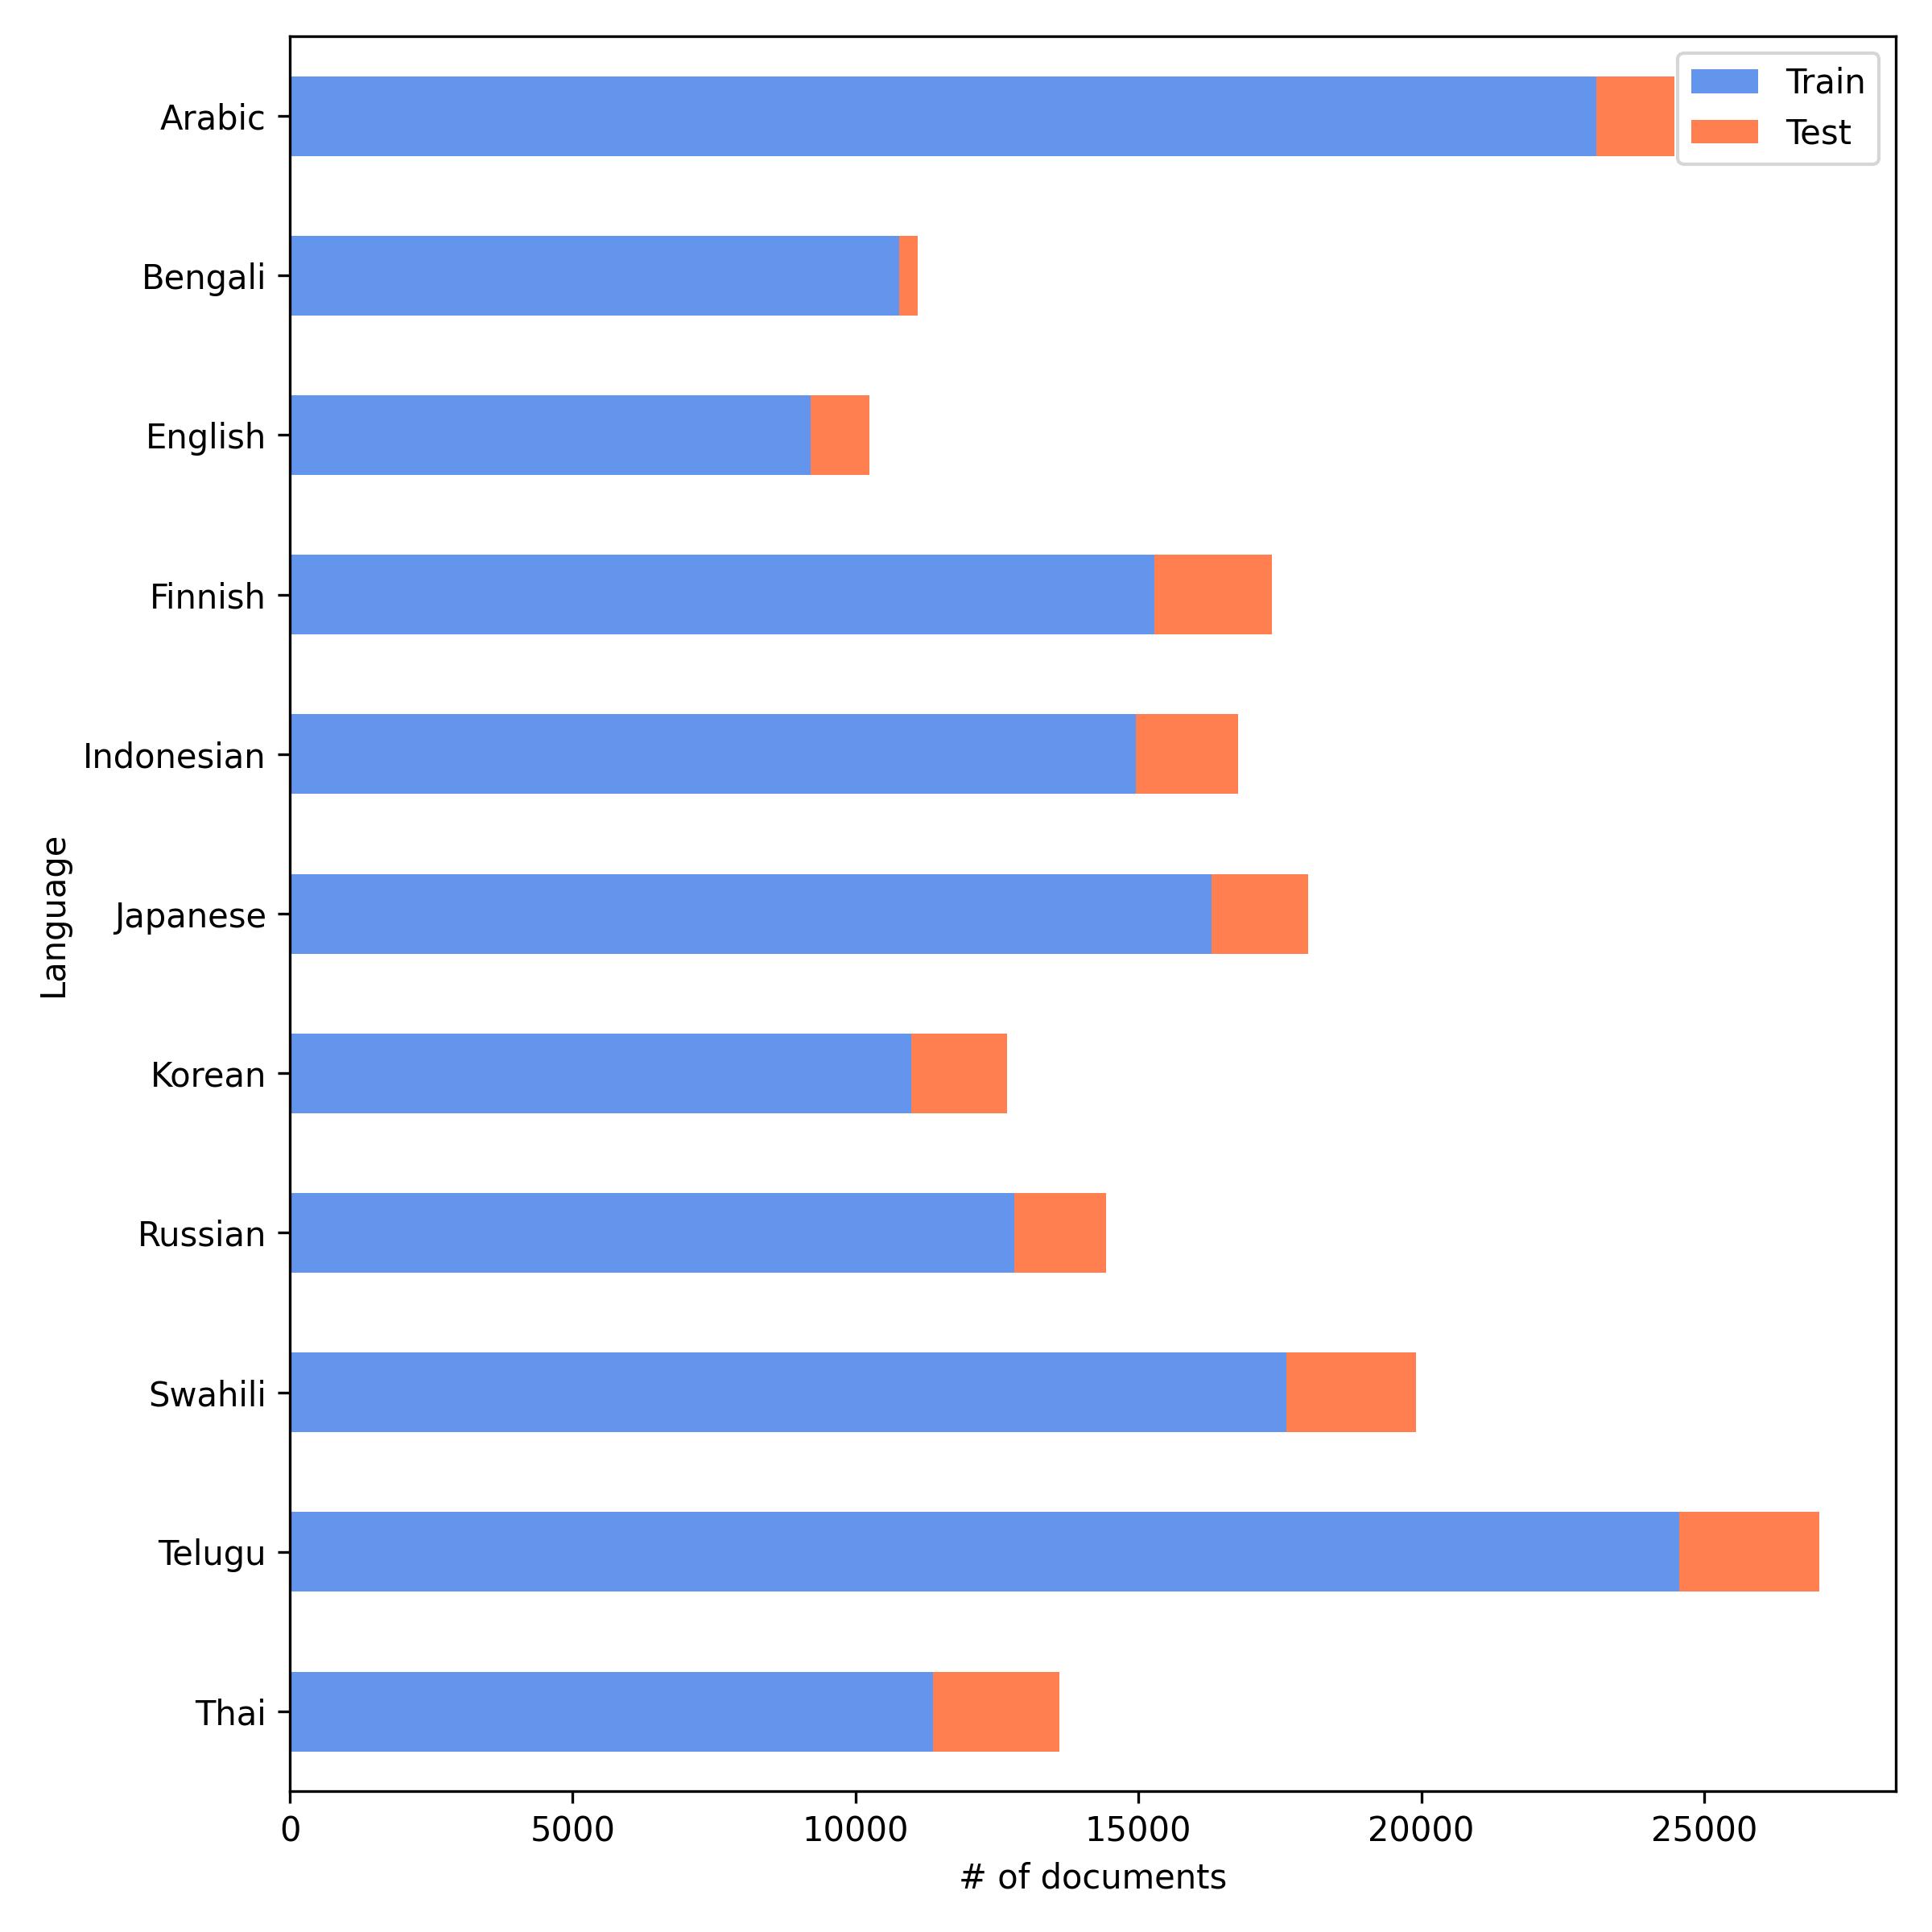 Train
Test
Arabic
Bengali
English
Finnish
Indonesian
Japanese
Korean
Russian
Swahili
Telugu
Thai
Language
0 5000 10000 15000 20000 25000
# of documents